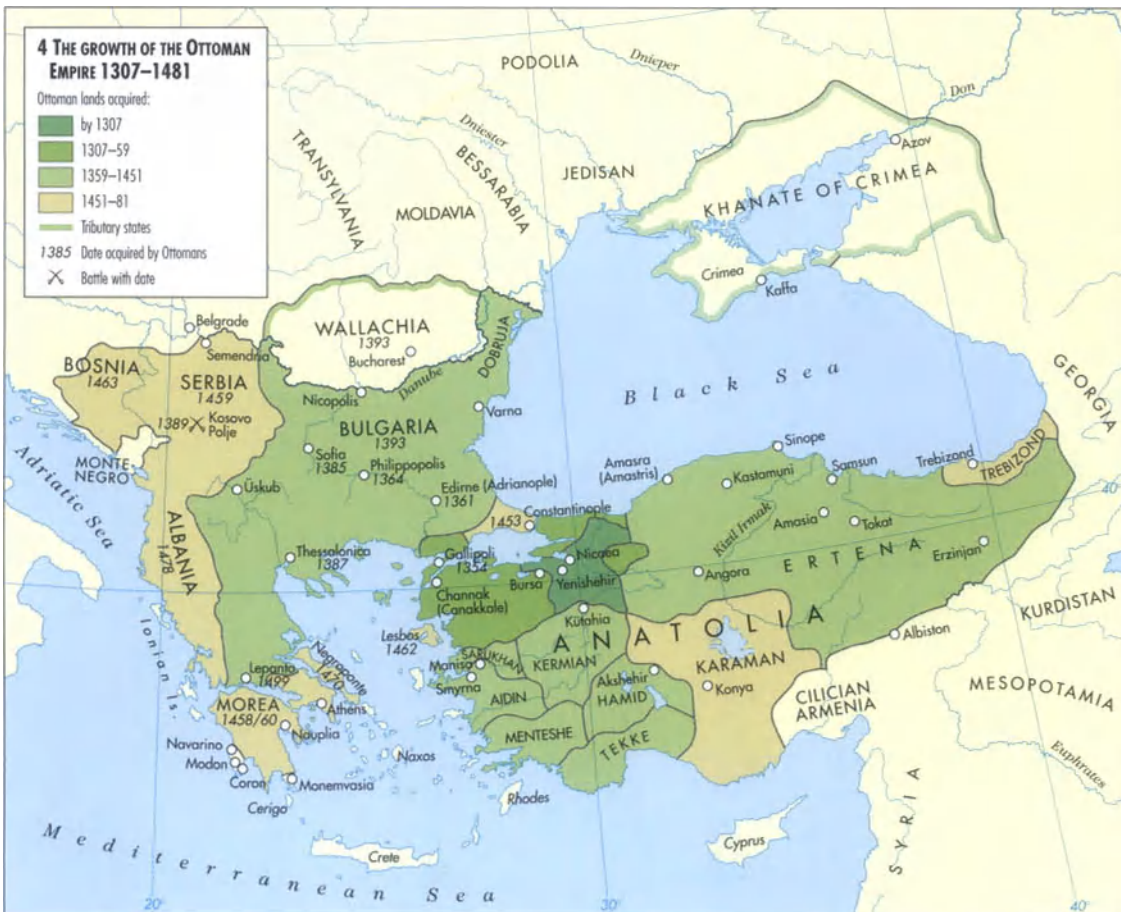 4 THE GROWTH OF THE OTTOMAN
EMPIRE 1307–1481
Ottoman lands acquired:
by 1307
1307–59
1359–1451
1451–81
Tributary states
1385 Date acquired by Ottomans
Battle with date
PODOLIA
Dnieper
Don
Dniester
TRANSYLVANIA
BESSARABIA
JEDISAN
MOLDAVIA
Azov
KHANATE OF CRIMEA
Crimea
Kaffa
Belgrade
Semendria
WALLACHIA
1393
Bucharest
DOBRUJA
Danube
BOSNIA
1463
SERBIA
1459
1389 Kosovo
Polje
Nicopolis
Varna
Black Sea
GEORGIA
BULGARIA
1393
MONTE-
NEGRO
Adriatic Sea
Sofia
1385
Philippopolis
1364
Üskub
Edirne (Adrianople)
1361
Constantinople
1453
Amasra
(Amastris)
Sinope
Kastamuni
Samsun
Trebizond
TREBIZOND
40°
Amasia
Tokat
Kizil Irmak
Erzinjan
ERTENA
ALBANIA
1478
Thessalonica
1387
Gallipoli
1354
Nicaea
Bursa
Yenishehir
Channak
(Canakkale)
Angora
Kütahia
ANATOLIA
KURDISTAN
Albiston
Lesbos
1462
SARUKHAN
Manisa
KERMIAN
KARAMAN
Smyrna
Akshehir
HAMID
Konya
AIDIN
MENTESHE
TEKKE
CILICIAN
ARMENIA
MESOPOTAMIA
Ionian Is.
Lepanto
1499
Negroponte
1470
MOREA
1458/60
Athens
Nauplia
Navarino
Modon
Coron
Monemvasia
Naxos
Cerigo
Rhodes
Euphrates
SYRIA
Cyprus
Crete
Mediterranean Sea
20°
30°
40°